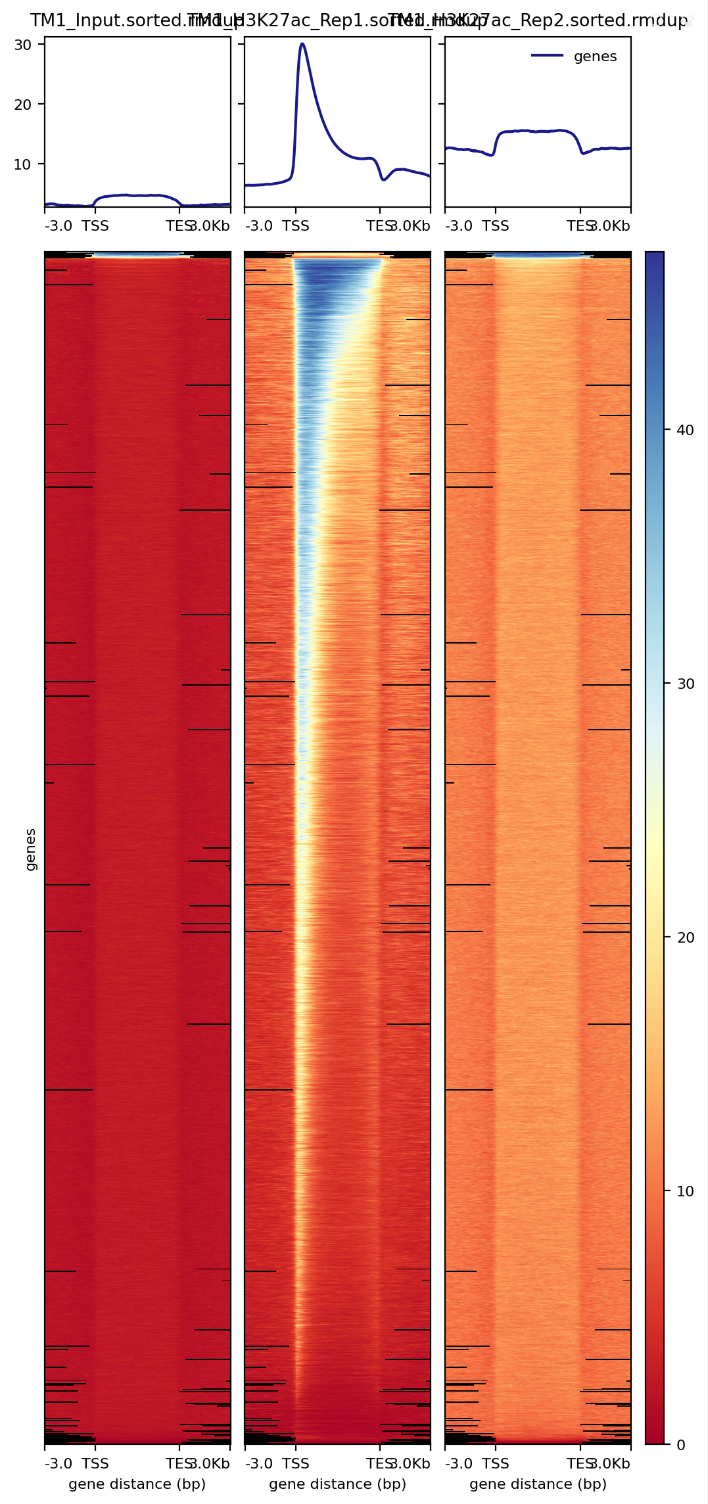 TM1_Input.sorted.rmdup TM1_H3K27ac_Rep1.sorted.rmdup TM1_H3K27ac_Rep2.sorted.rmdup
30
20
10
genes
-3.0 TSS TES 3.0Kb -3.0 TSS TES 3.0Kb -3.0 TSS TES 3.0Kb
genes
40
30
20
10
0
-3.0 TSS TES 3.0Kb -3.0 TSS TES 3.0Kb -3.0 TSS TES 3.0Kb
gene distance (bp) gene distance (bp) gene distance (bp)